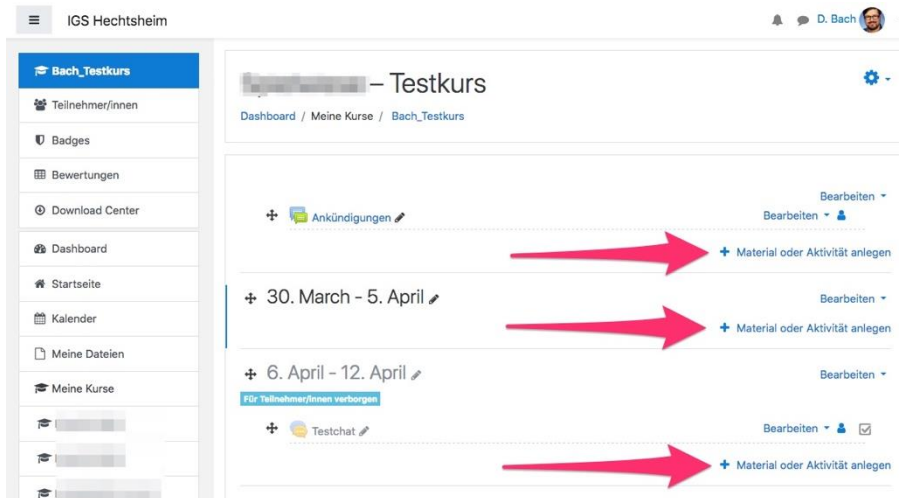 IGS Hechtsheim
D. Bach
Bach_Testkurs
Teilnehmer/innen
Badges
Bewertungen
Download Center
Dashboard
Startseite
Kalender
Meine Dateien
Meine Kurse
– Testkurs
Dashboard / Meine Kurse / Bach_Testkurs
Bearbeiten
Ankündigungen
Bearbeiten
+ Material oder Aktivität anlegen
30. March - 5. April
Bearbeiten
+ Material oder Aktivität anlegen
6. April - 12. April
Bearbeiten
Für Teilnehmer/innen verborgen
Testchat
Bearbeiten
+ Material oder Aktivität anlegen